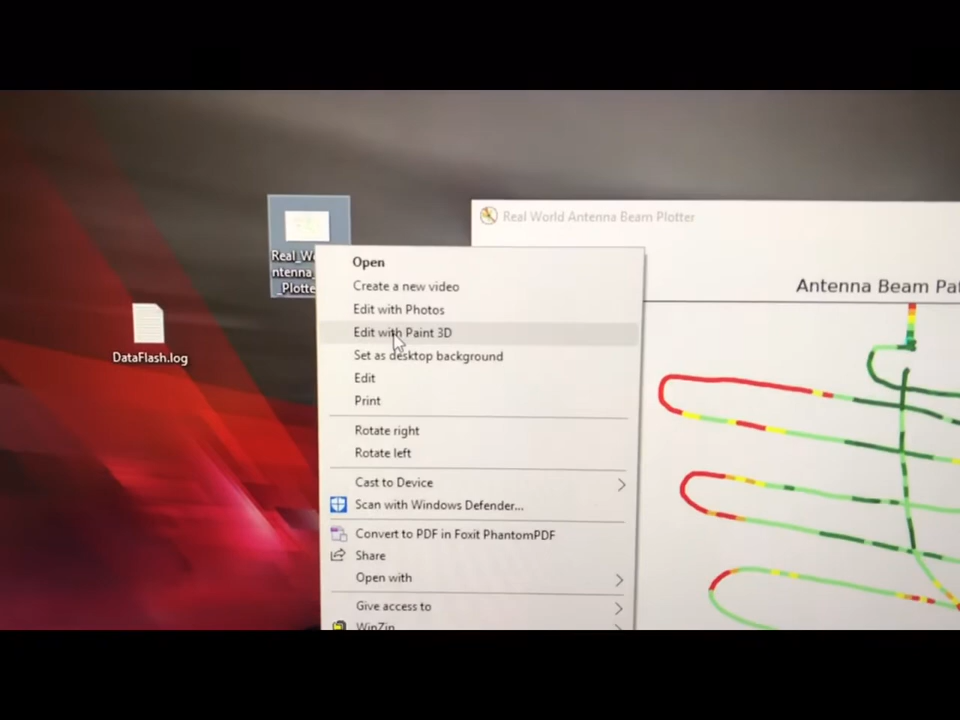 Real World Antenna Beam Plotter
Real_W
ntenna_
_Plotte
Open
Create a new video
Edit with Photos
Edit with Paint 3D
Set as desktop background
Edit
Print
Rotate right
Rotate left
Cast to Device
Scan with Windows Defender...
Convert to PDF in Foxit PhantomPDF
Share
Open with
Give access to
WinZip
DataFlash.log
Antenna Beam Pat